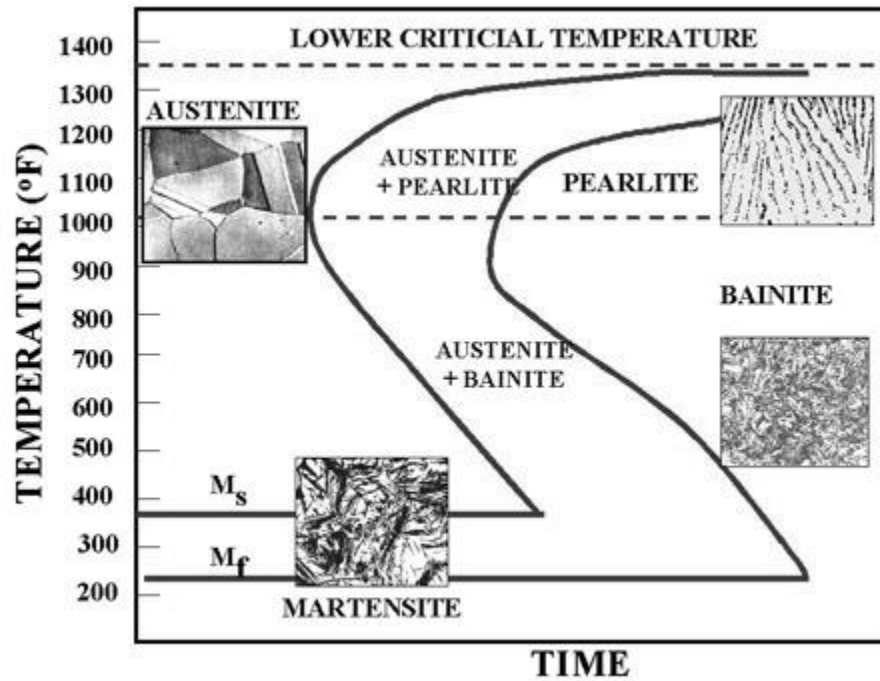 1400
LOWER CRITICIAL TEMPERATURE
1300
AUSTENITE
1200
AUSTENITE
+ PEARLITE
PEARLITE
1100
1000
900
BAINITE
800
AUSTENITE
+ BAINITE
700
600
500
Ms
400
300
Mf
200
MARTENSITE
TEMPERATURE (°F)
TIME